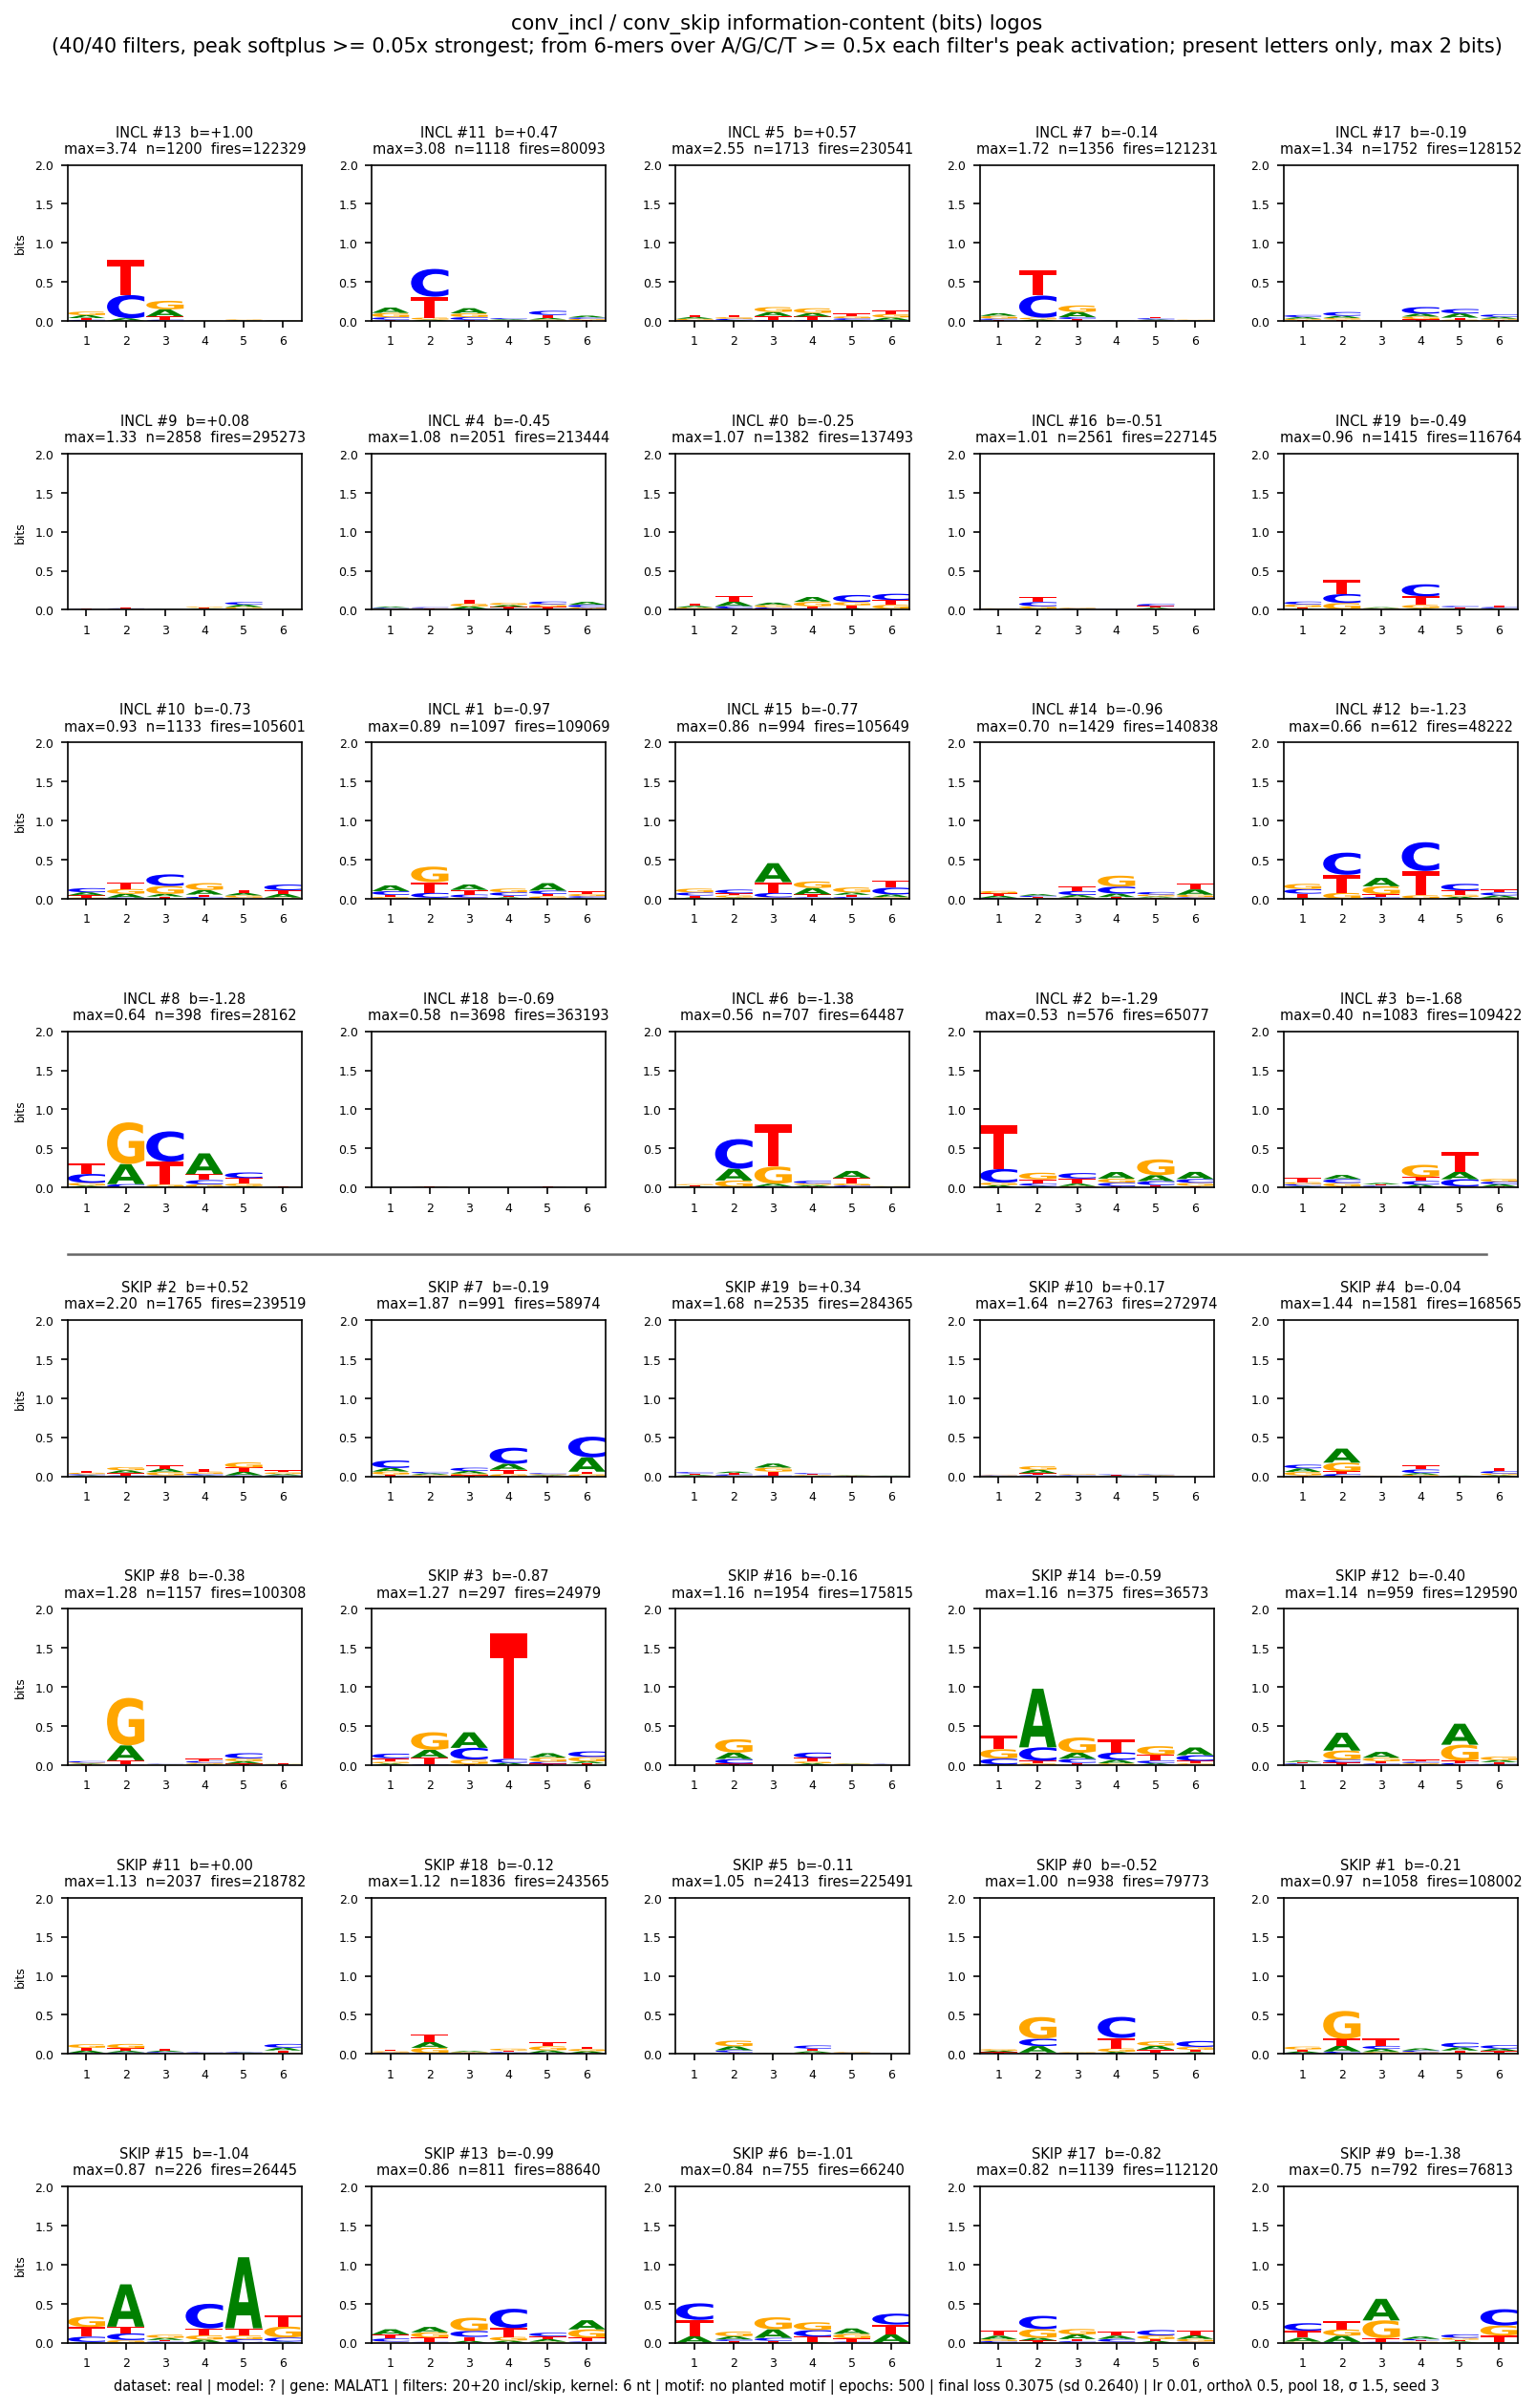 conv_incl / conv_skip information-content (bits) logos
(40/40 filters, peak softplus >= 0.05x strongest; from 6-mers over A/G/C/T >= 0.5x each filter's peak activation; present letters only, max 2 bits)
INCL #13 b=+1.00
max=3.74 n=1200 fires=122329
INCL #11 b=+0.47
max=3.08 n=1118 fires=80093
INCL #5 b=+0.57
max=2.55 n=1713 fires=230541
INCL #7 b=-0.14
max=1.72 n=1356 fires=121231
INCL #17 b=-0.19
max=1.34 n=1752 fires=128152
INCL #9 b=+0.08
max=1.33 n=2858 fires=295273
INCL #4 b=-0.45
max=1.08 n=2051 fires=213444
INCL #0 b=-0.25
max=1.07 n=1382 fires=137493
INCL #16 b=-0.51
max=1.01 n=2561 fires=227145
INCL #19 b=-0.49
max=0.96 n=1415 fires=116764
INCL #10 b=-0.73
max=0.93 n=1133 fires=105601
INCL #1 b=-0.97
max=0.89 n=1097 fires=109069
INCL #15 b=-0.77
max=0.86 n=994 fires=105649
INCL #14 b=-0.96
max=0.70 n=1429 fires=140838
INCL #12 b=-1.23
max=0.66 n=612 fires=48222
INCL #8 b=-1.28
max=0.64 n=398 fires=28162
INCL #18 b=-0.69
max=0.58 n=3698 fires=363193
INCL #6 b=-1.38
max=0.56 n=707 fires=64487
INCL #2 b=-1.29
max=0.53 n=576 fires=65077
INCL #3 b=-1.68
max=0.40 n=1083 fires=109422
SKIP #2 b=+0.52
max=2.20 n=1765 fires=239519
SKIP #7 b=-0.19
max=1.87 n=991 fires=58974
SKIP #19 b=+0.34
max=1.68 n=2535 fires=284365
SKIP #10 b=+0.17
max=1.64 n=2763 fires=272974
SKIP #4 b=-0.04
max=1.44 n=1581 fires=168565
SKIP #8 b=-0.38
max=1.28 n=1157 fires=100308
SKIP #3 b=-0.87
max=1.27 n=297 fires=24979
SKIP #16 b=-0.16
max=1.16 n=1954 fires=175815
SKIP #14 b=-0.59
max=1.16 n=375 fires=36573
SKIP #12 b=-0.40
max=1.14 n=959 fires=129590
SKIP #11 b=+0.00
max=1.13 n=2037 fires=218782
SKIP #18 b=-0.12
max=1.12 n=1836 fires=243565
SKIP #5 b=-0.11
max=1.05 n=2413 fires=225491
SKIP #0 b=-0.52
max=1.00 n=938 fires=79773
SKIP #1 b=-0.21
max=0.97 n=1058 fires=108002
SKIP #15 b=-1.04
max=0.87 n=226 fires=26445
SKIP #13 b=-0.99
max=0.86 n=811 fires=88640
SKIP #6 b=-1.01
max=0.84 n=755 fires=66240
SKIP #17 b=-0.82
max=0.82 n=1139 fires=112120
SKIP #9 b=-1.38
max=0.75 n=792 fires=76813
dataset: real | model: ? | gene: MALAT1 | filters: 20+20 incl/skip, kernel: 6 nt | motif: no planted motif | epochs: 500 | final loss 0.3075 (sd 0.2640) | lr 0.01, orthoλ 0.5, pool 18, σ 1.5, seed 3